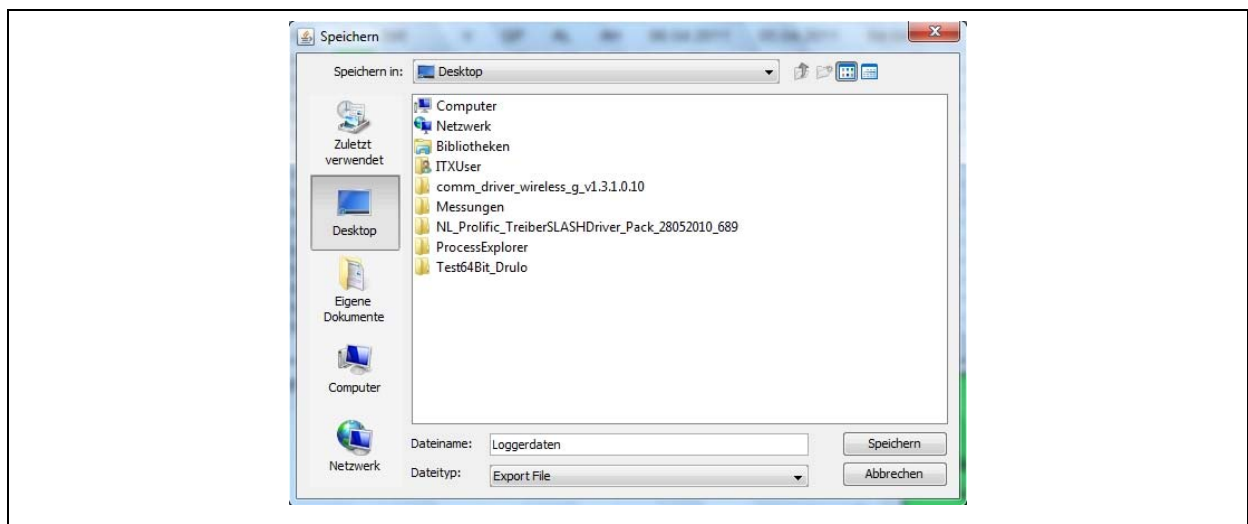 Speichern
Speichern in:
Desktop
Computer
Netzwerk
Bibliotheken
ITXUser
comm_driver_wireless_g_v1.3.1.0.10
Messungen
NL_Prolific_TreiberSLASHDriver_Pack_28052010_689
ProcessExplorer
Test64Bit_Drulo
Zuletzt
verwendet
Desktop
Eigene
Dokumente
Computer
Netzwerk
Dateiname:
Loggerdaten
Speichern
Dateityp:
Export File
Abbrechen